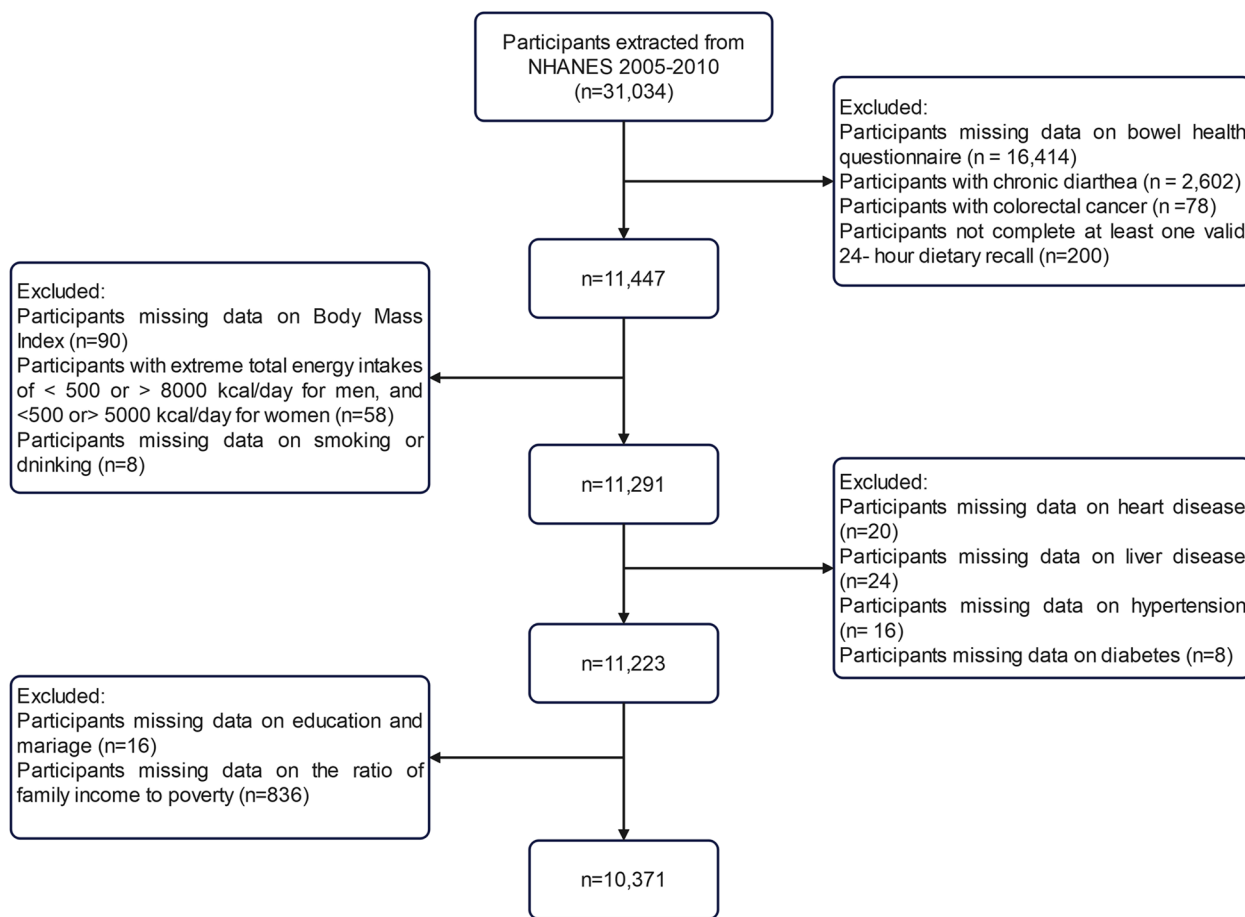 Participants extracted from
NHANES 2005-2010
(n=31,034)
Excluded:
Participants missing data on bowel health
questionnaire (n = 16,414)
Participants with chronic diarthea (n = 2,602)
Participants with colorectal cancer (n =78)
Participants not complete at least one valid
24- hour dietary recall (n=200)
n=11,447
Excluded:
Participants missing data on Body Mass
Index (n=90)
Participants with extreme total energy intakes
of < 500 or > 8000 kcal/day for men, and
<500 or> 5000 kcal/day for women (n=58)
Participants missing data on smoking or
dninking (n=8)
n=11,291
Excluded:
Participants missing data on heart disease
(n=20)
Participants missing data on liver disease
(n=24)
Participants missing data on hypertension
(n= 16)
Participants missing data on diabetes (n=8)
n=11,223
Excluded:
Participants missing data on education and
mariage (n=16)
Participants missing data on the ratio of
family income to poverty (n=836)
n=10,371